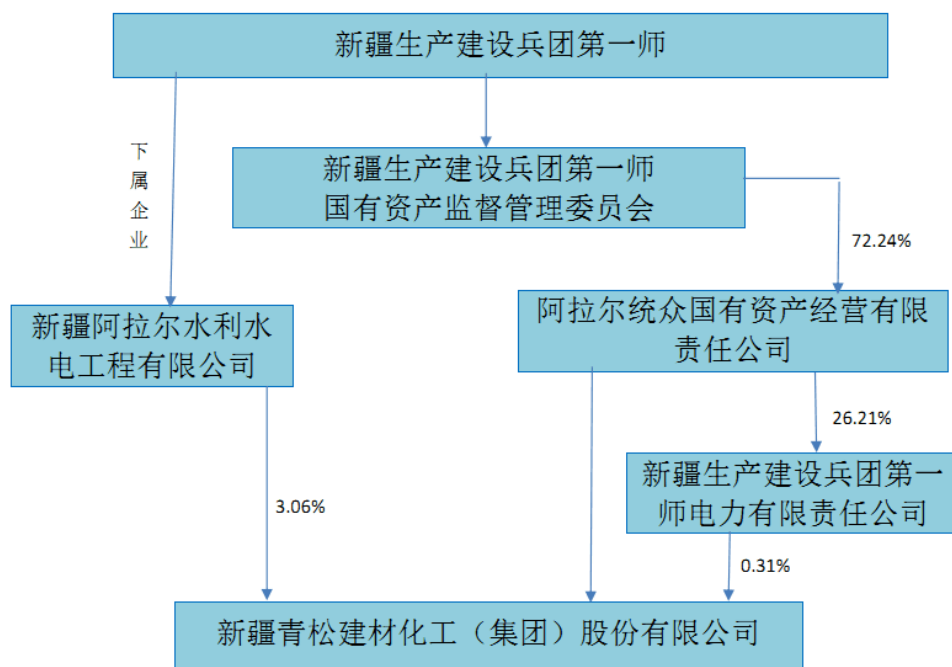 新疆生产建设兵团第一师
下
属
企
业
新疆生产建设兵团第一师
国有资产监督管理委员会
72.24%
新疆阿拉尔水利水
电工程有限公司
阿拉尔统众国有资产经营有限
责任公司
26.21%
新疆生产建设兵团第一
师电力有限责任公司
3.06%
0.31%
新疆青松建材化工（集团）股份有限公司